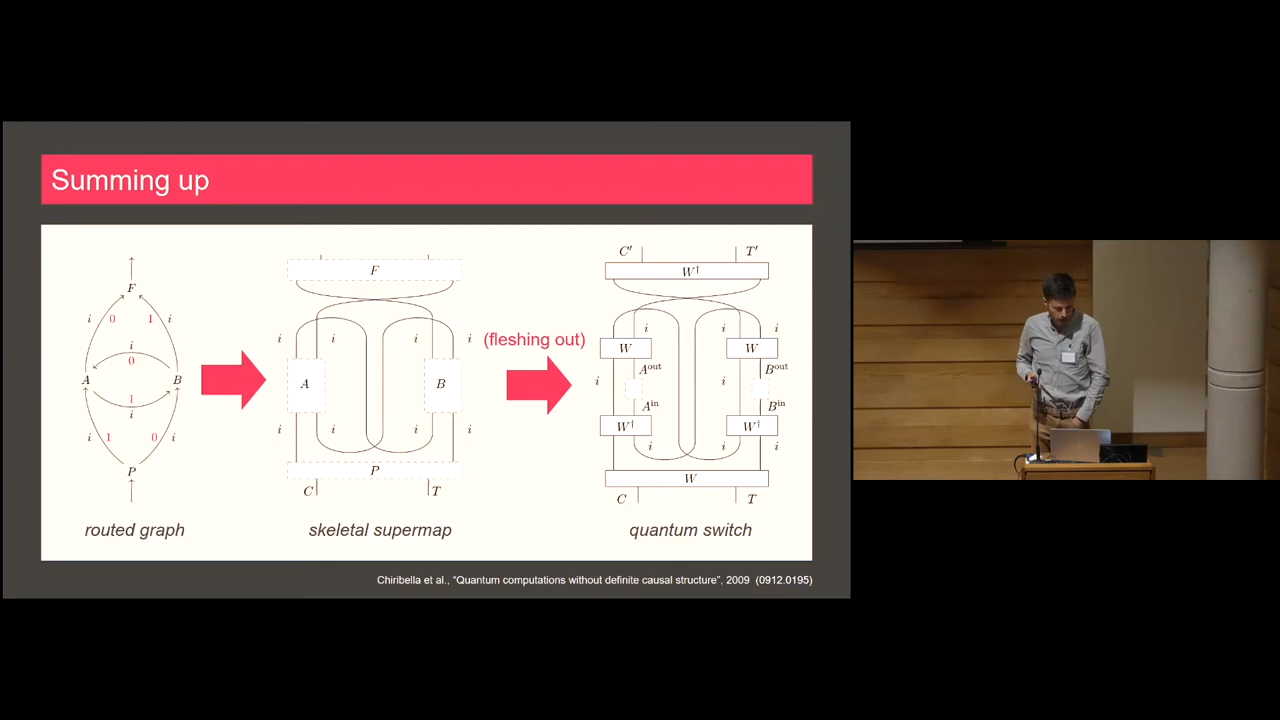 Summing up
F
i 0 1 i
i
0
A B
1
i
i 1 0 i
P
routed graph
F
i i i i
A B
i i i i
P
C T
skeletal supermap
(fleshing out)
C′ T′
W†
i i
W W
A^out B^out
i i
A^in B^in
W† W†
i i
W
C T
quantum switch
Chiribella et al., "Quantum computations without definite causal structure", 2009 (0912.0195)